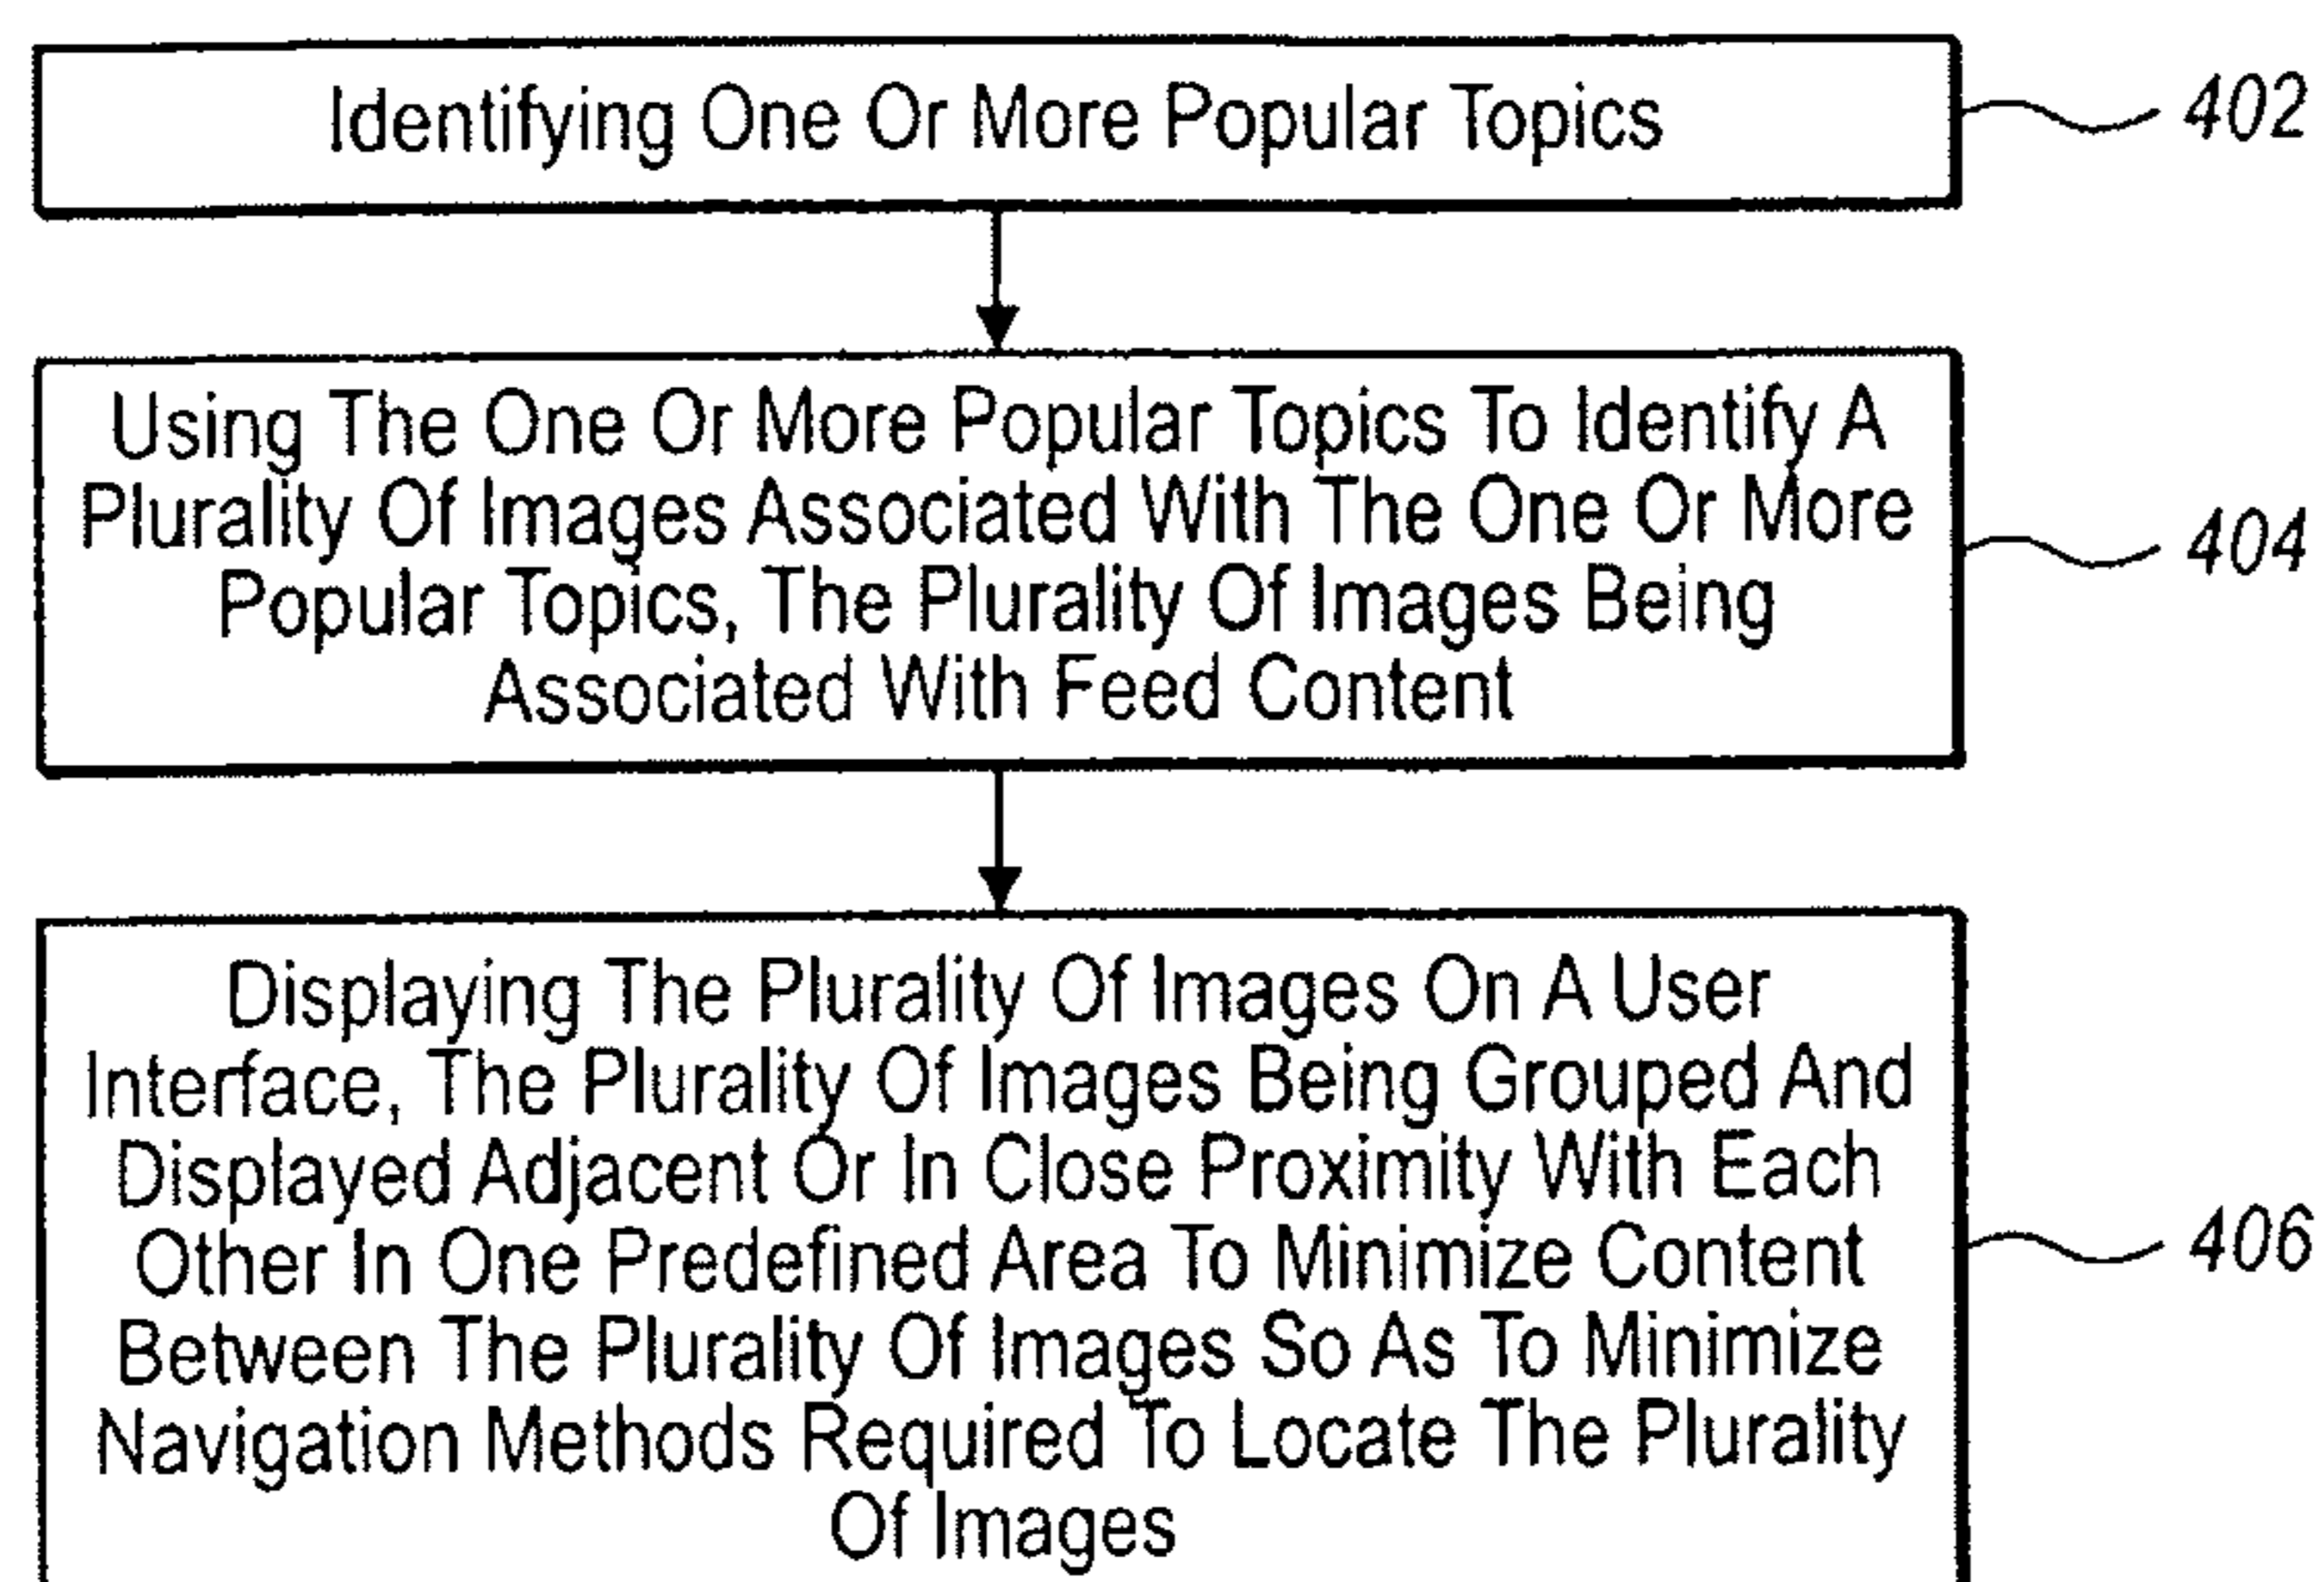 Identifying One Or More Popular Topics
402
Using The One Or More Popular Topics To Identify A
Plurality Of Images Associated With The One Or More
Popular Topics, The Plurality Of Images Being
Associated With Feed Content
404
Displaying The Plurality Of Images On A User
Interface, The Plurality Of Images Being Grouped And
Displayed Adjacent Or In Close Proximity With Each
Other In One Predefined Area To Minimize Content
Between The Plurality Of Images So As To Minimize
Navigation Methods Required To Locate The Plurality
Of Images
406